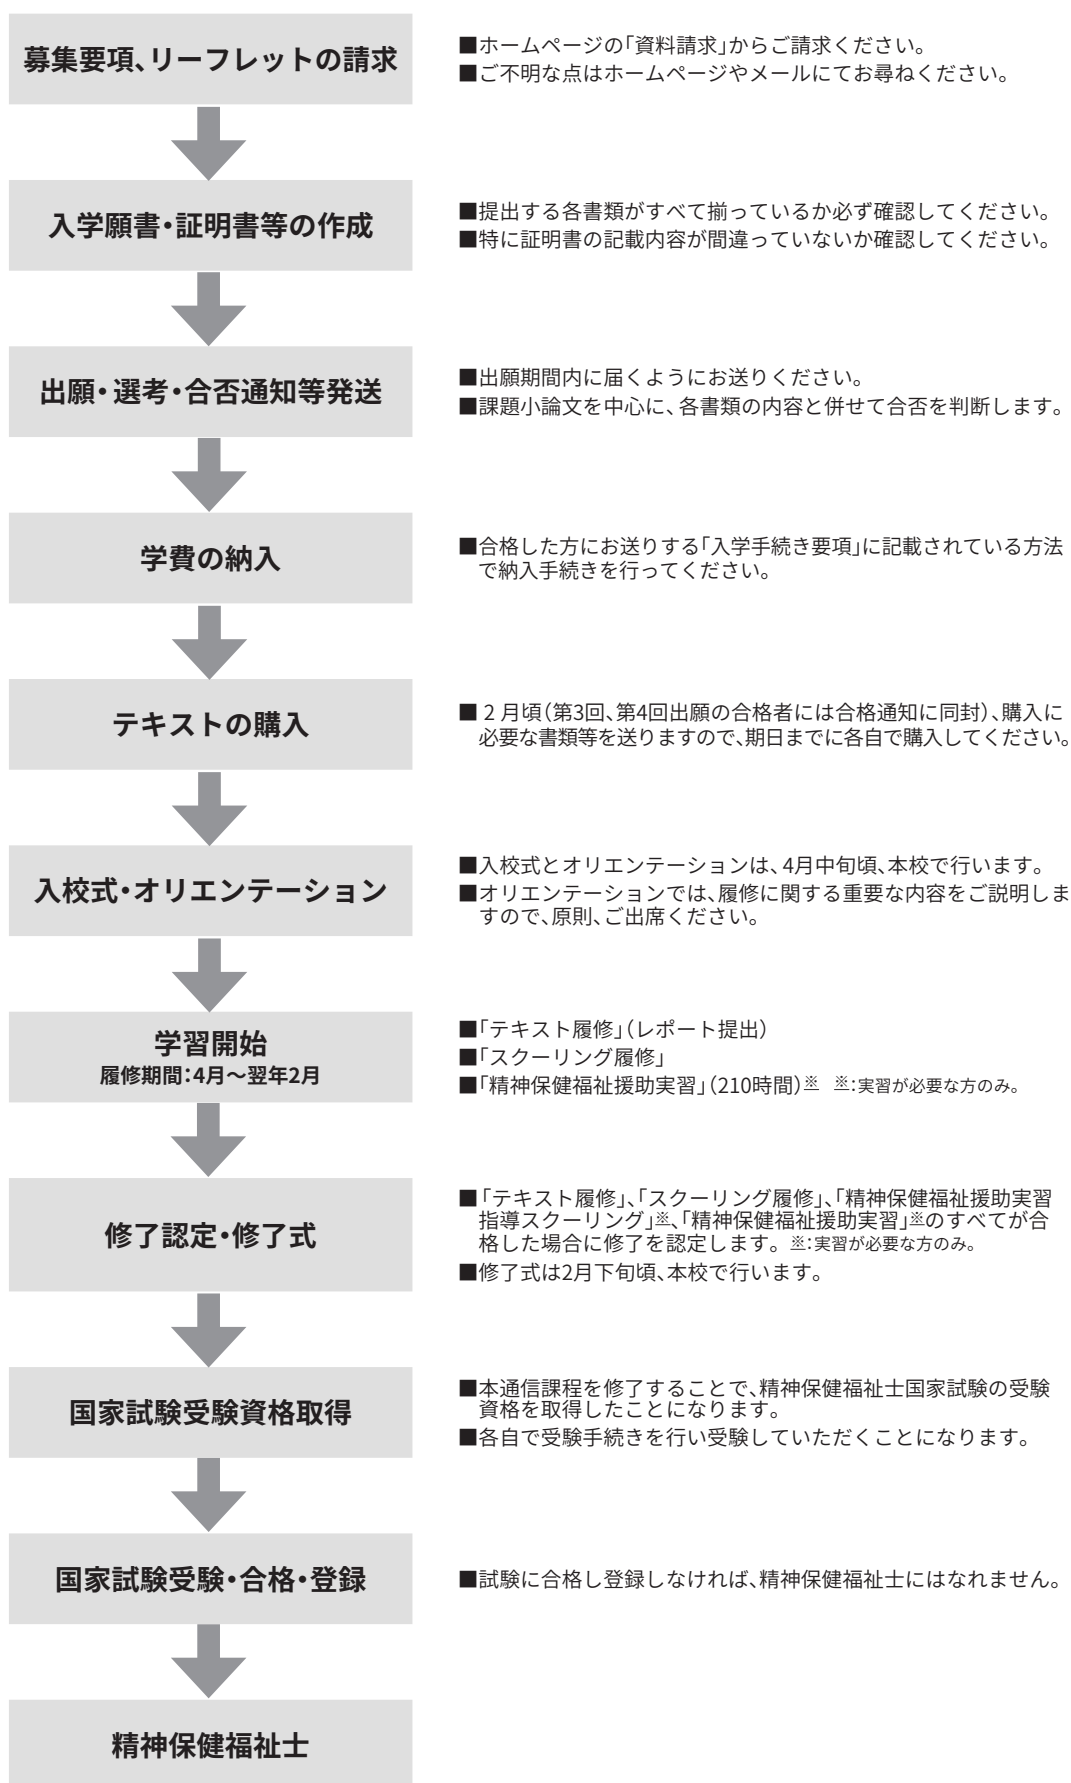 募集要項、リーフレットの請求
■ホームページの「資料請求」からご請求ください。
■ご不明な点はホームページやメールにてお尋ねください。
入学願書・証明書等の作成
■提出する各書類がすべて揃っているか必ず確認してください。
■特に証明書の記載内容が間違っていないか確認してください。
出願・選考・合否通知等発送
■出願期間内に届くようにお送りください。
■課題小論文を中心に、各書類の内容と併せて合否を判断します。
学費の納入
■合格した方にお送りする「入学手続き要項」に記載されている方法
で納入手続きを行ってください。
テキストの購入
■２月頃（第3回、第4回出願の合格者には合格通知に同封）、購入に
必要な書類等を送りますので、期日までに各自で購入してください。
入校式・オリエンテーション
■入校式とオリエンテーションは、4月中旬頃、本校で行います。
■オリエンテーションでは、履修に関する重要な内容をご説明しま
すので、原則、ご出席ください。
学習開始
履修期間：4月～翌年2月
■「テキスト履修」（レポート提出）
■「スクーリング履修」
■「精神保健福祉援助実習」（210時間）※　※：実習が必要な方のみ。
修了認定・修了式
■「テキスト履修」、「スクーリング履修」、「精神保健福祉援助実習
指導スクーリング」※、「精神保健福祉援助実習」※のすべてが合
格した場合に修了を認定します。※：実習が必要な方のみ。
■修了式は2月下旬頃、本校で行います。
国家試験受験資格取得
■本通信課程を修了することで、精神保健福祉士国家試験の受験
資格を取得したことになります。
■各自で受験手続きを行い受験していただくことになります。
国家試験受験・合格・登録
■試験に合格し登録しなければ、精神保健福祉士にはなれません。
精神保健福祉士